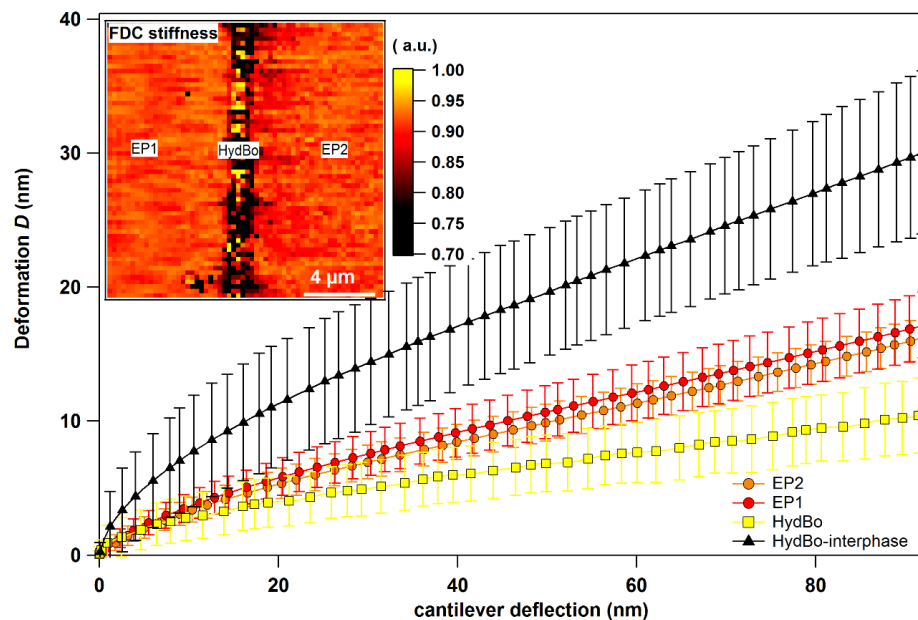 40
30
20
10
0
Deformation D (nm)
0
20
40
60
80
cantilever deflection (nm)
FDC stiffness
EP1
HydBo
EP2
4 µm
( a.u.)
1.00
0.95
0.90
0.85
0.80
0.75
0.70
EP2
EP1
HydBo
HydBo-interphase